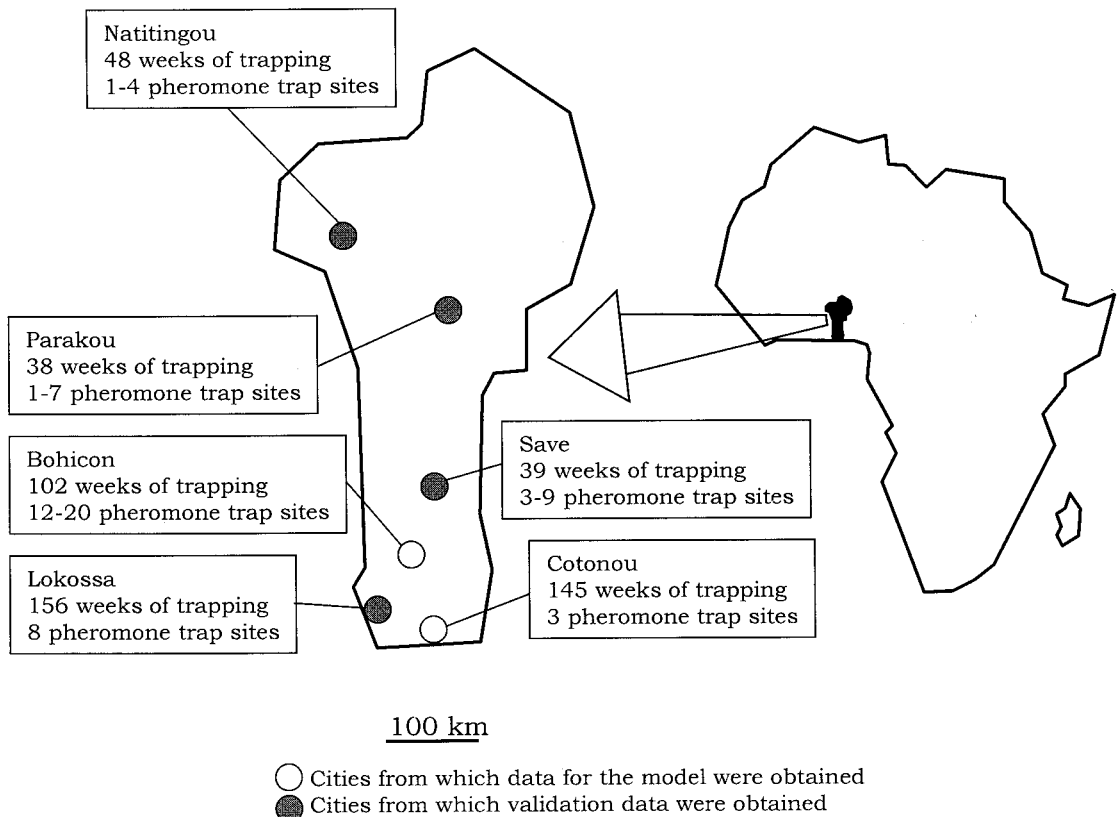 Natitingou
48 weeks of trapping
1-4 pheromone trap sites
Parakou
38 weeks of trapping
1-7 pheromone trap sites
Bohicon
102 weeks of trapping
12-20 pheromone trap sites
Lokossa
156 weeks of trapping
8 pheromone trap sites
Save
39 weeks of trapping
3-9 pheromone trap sites
Cotonou
145 weeks of trapping
3 pheromone trap sites
100 km
Cities from which data for the model were obtained
Cities from which validation data were obtained